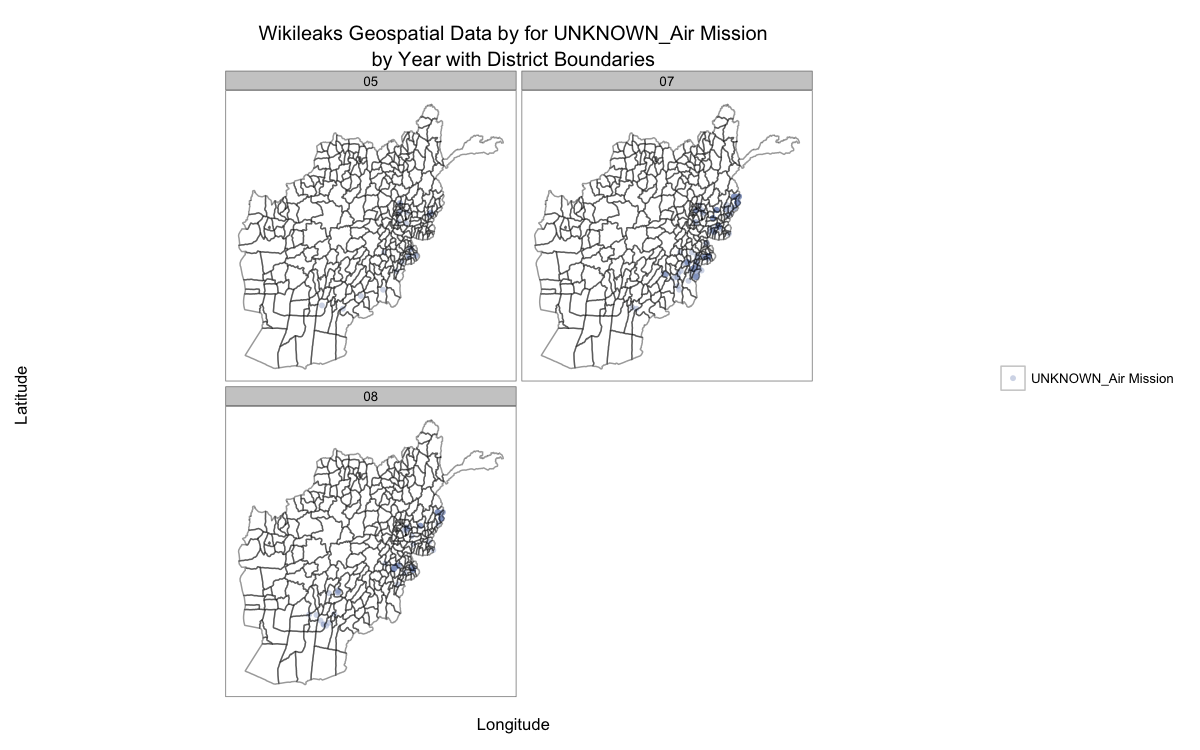 Wikileaks Geospatial Data by for UNKNOWN_Air Mission
by Year with District Boundaries
05
07
Latitude
UNKNOWN_Air Mission
08
Longitude